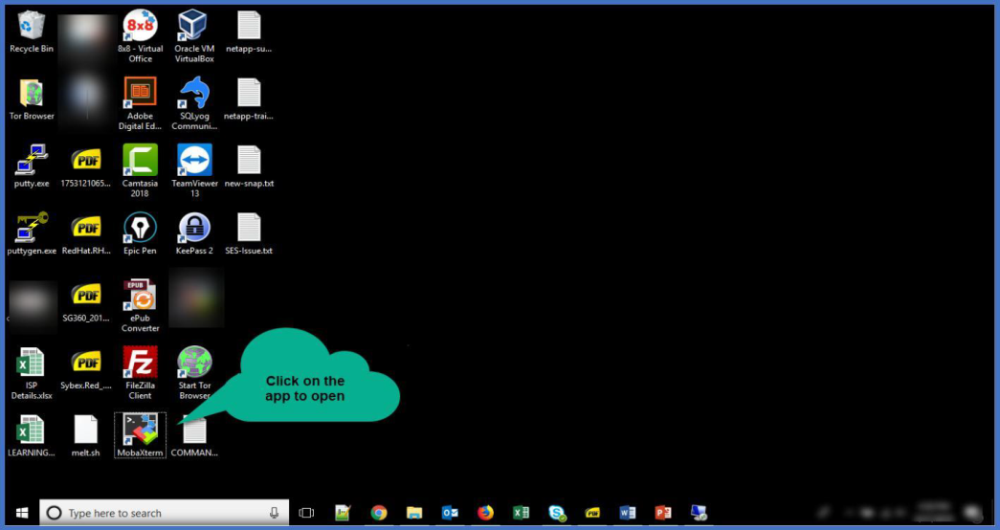 Recycle Bin
8x8
8x8 - Virtual
Office
Oracle VM
VirtualBox
netapp-su...
Tor Browser
Adobe
Digital Ed...
SQLyog
Communi...
netapp-trai...
putty.exe
PDF
1753121065...
Camtasia
2018
TeamViewer
13
new-snap.txt
puttygen.exe
PDF
RedHat.RH...
Epic Pen
KeePass 2
SES-Issue.txt
PDF
SG360_201...
EPUB
ePub
Converter
ISP
Details.xlsx
PDF
Sybex.Red_....
FileZilla
Client
Start Tor
Browser
Click on the
app to open
LEARNING...
melt.sh
MobaXterm
COMMAN...
Type here to search